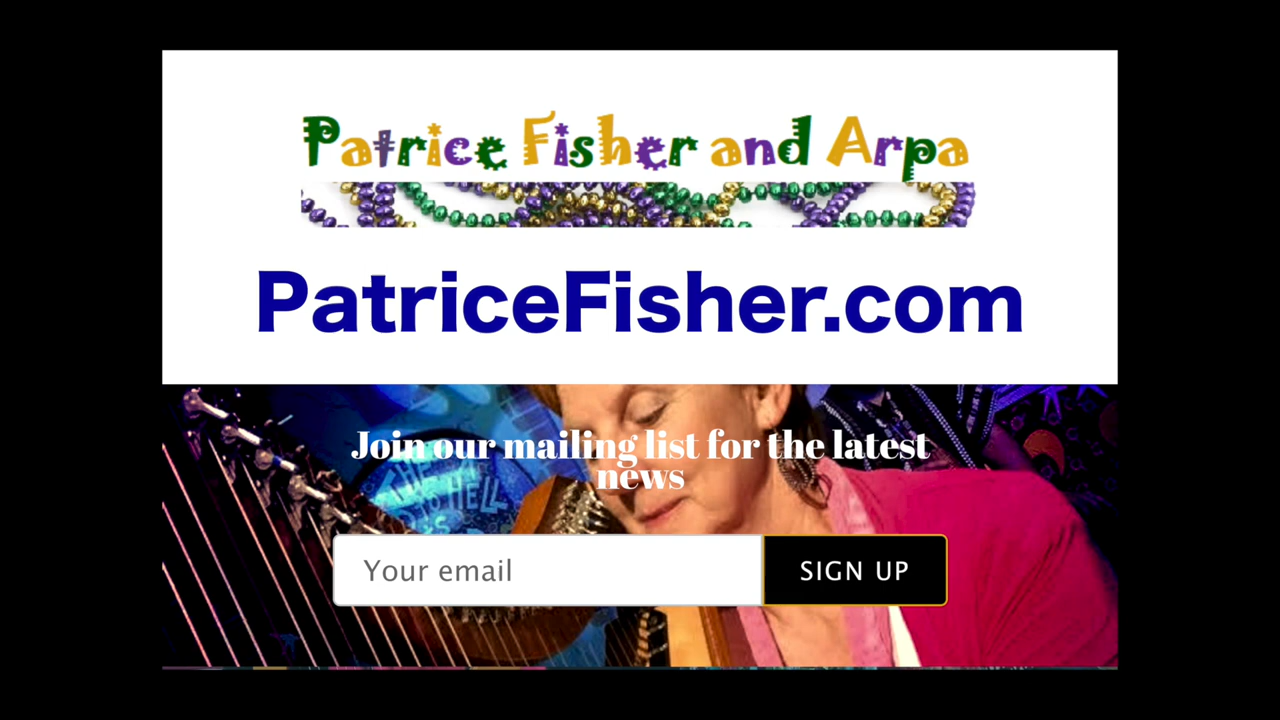 Patrice Fisher and Arpa
PatriceFisher.com
Join our mailing list for the latest
news
Your email
SIGN UP